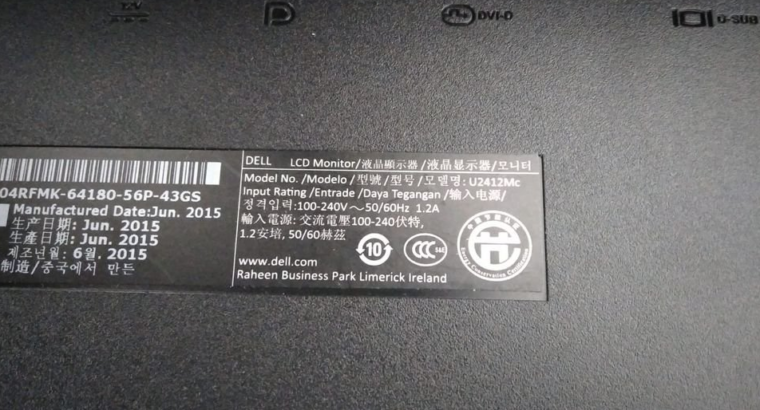 DVI-D
D-SUB
04RFMK-64180-56P-43GS
Manufactured Date:Jun. 2015
生产日期: Jun. 2015
生產日期: Jun. 2015
제조년월: 6월, 2015
制造/중국에서 만든
DELL LCD Monitor/液晶顯示器/液晶显示器/모니터
Model No. /Modelo /型號/型号/모델명: U2412Mc
Input Rating /Entrade /Daya Tegangan /输入电源/
정격입력:100-240V～50/60Hz 1.2A
輸入電源: 交流電壓100-240伏特,
1.2安培, 50/60赫茲
www.dell.com
Raheen Business Park Limerick Ireland
10
CCC S&E